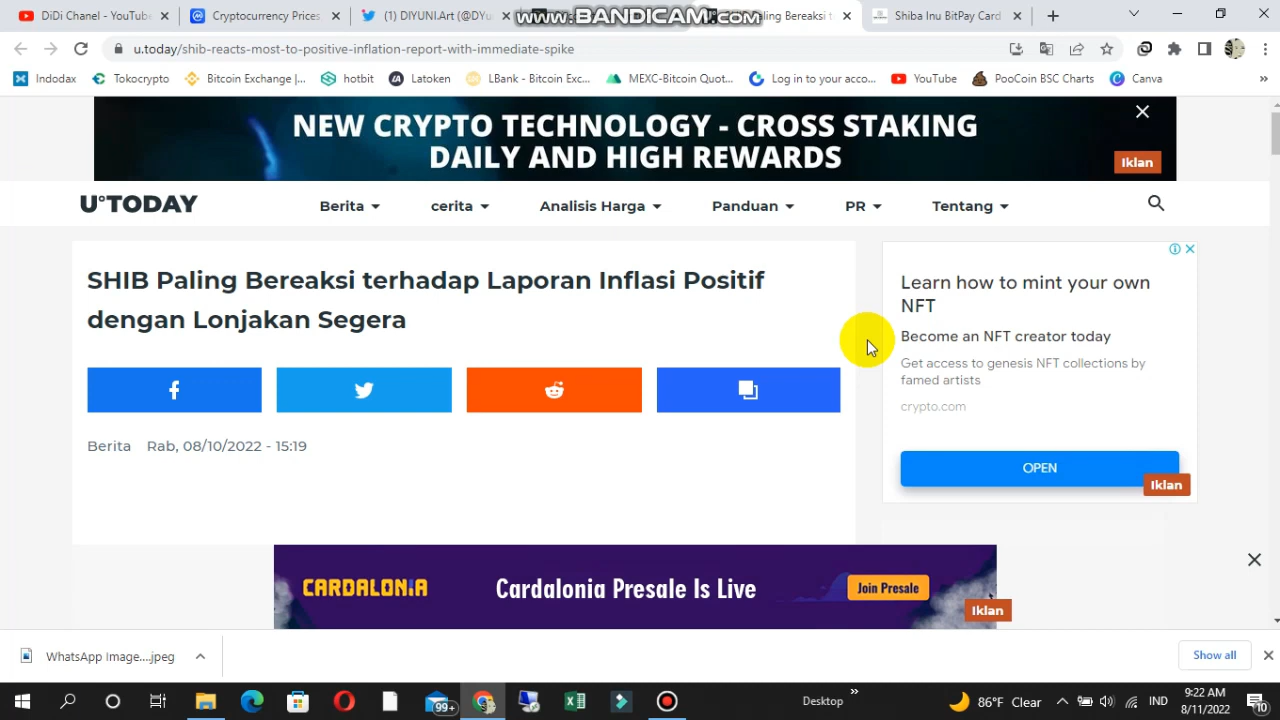 DiDi Chanel - YouTube
Cryptocurrency Prices
(1) DIYUNI.Art (@DYu
www.BANDICAM.com
Paling Bereaksi t
Shiba Inu BitPay Card
u.today/shib-reacts-most-to-positive-inflation-report-with-immediate-spike
Indodax
Tokocrypto
Bitcoin Exchange |...
hotbit
Latoken
LBank - Bitcoin Exc...
MEXC-Bitcoin Quot...
Log in to your acco...
YouTube
PooCoin BSC Charts
Canva
»
NEW CRYPTO TECHNOLOGY - CROSS STAKING
DAILY AND HIGH REWARDS
Iklan
U°TODAY
Berita
cerita
Analisis Harga
Panduan
PR
Tentang
SHIB Paling Bereaksi terhadap Laporan Inflasi Positif
dengan Lonjakan Segera
Berita Rab, 08/10/2022 - 15:19
Learn how to mint your own
NFT
Become an NFT creator today
Get access to genesis NFT collections by
famed artists
crypto.com
OPEN
Iklan
CARDALONIA
Cardalonia Presale Is Live
Join Presale
Iklan
WhatsApp Image....jpeg
Show all
99+
Desktop
»
86°F Clear
IND
9:22 AM
8/11/2022
10